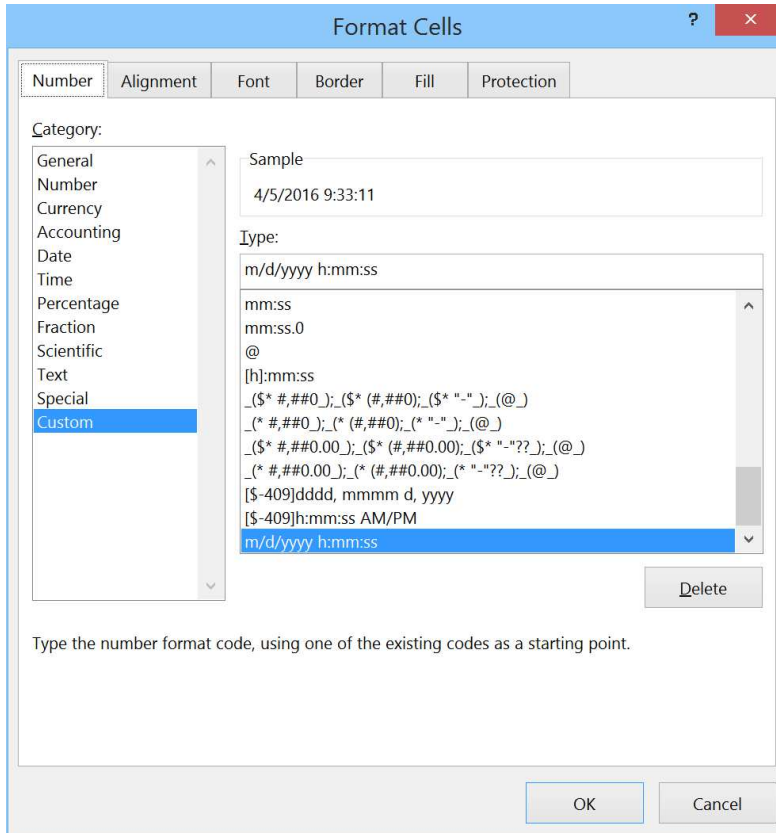 Format Cells
?
Number Alignment Font Border Fill Protection
Category:
General
Number
Currency
Accounting
Date
Time
Percentage
Fraction
Scientific
Text
Special
Custom
Sample
4/5/2016 9:33:11
Type:
m/d/yyyy h:mm:ss
mm:ss
mm:ss.0
@
[h]:mm:ss
_($* #,##0_);_($* (#,##0);_($* "-"_);_(@_)
_(* #,##0_);_(* (#,##0);_(* "-"_);_(@_)
_($* #,##0.00_);_($* (#,##0.00);_($* "-"??_);_(@_)
_(* #,##0.00_);_(* (#,##0.00);_(* "-"??_);_(@_)
[$-409]dddd, mmmm d, yyyy
[$-409]h:mm:ss AM/PM
m/d/yyyy h:mm:ss
Delete
Type the number format code, using one of the existing codes as a starting point.
OK Cancel